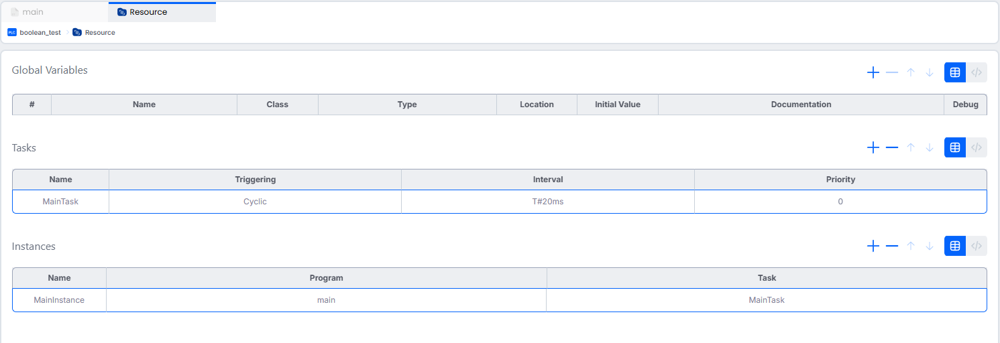 main
Resource
PLC boolean_test Resource
Global Variables
# Name Class Type Location Initial Value Documentation Debug
Tasks
Name Triggering Interval Priority
MainTask Cyclic T#20ms 0
Instances
Name Program Task
MainInstance main MainTask